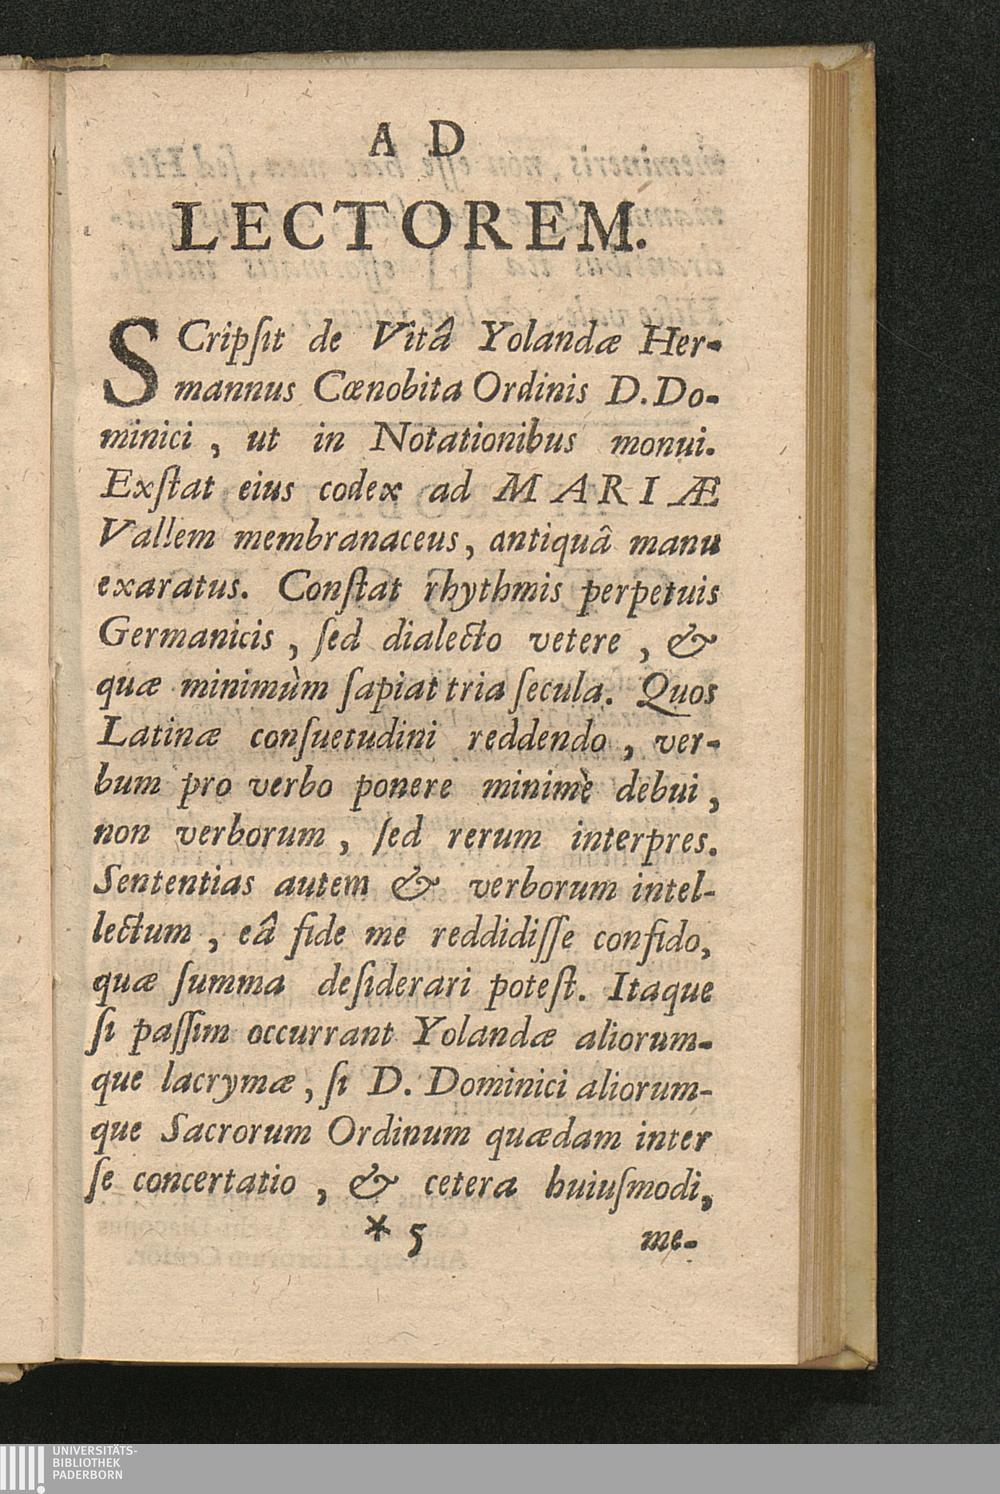 AD
LECTOREM.
SCripſit de Vitâ Yolandæ Her-
mannus Cœnobita Ordinis D. Do-
minici, ut in Notationibus monui.
Exſtat eius codex ad MARIÆ
Vallem membranaceus, antiquâ manu
exaratus. Conſtat rhythmis perpetuis
Germanicis, ſed dialecto vetere, &
quæ minimùm ſapiat tria ſecula. Quos
Latinæ conſuetudini reddendo, ver-
bum pro verbo ponere minimè debui,
non verborum, ſed rerum interpres.
Sententias autem & verborum intel-
lectum, eâ fide me reddidiſſe confido,
quæ ſumma deſiderari poteſt. Itaque
ſi paſſim occurrant Yolandæ aliorum-
que lacrymæ, ſi D. Dominici aliorum-
que Sacrorum Ordinum quædam inter
ſe concertatio, & cetera huiuſmodi,
* 5 me-
UNIVERSITÄTS-
BIBLIOTHEK
PADERBORN